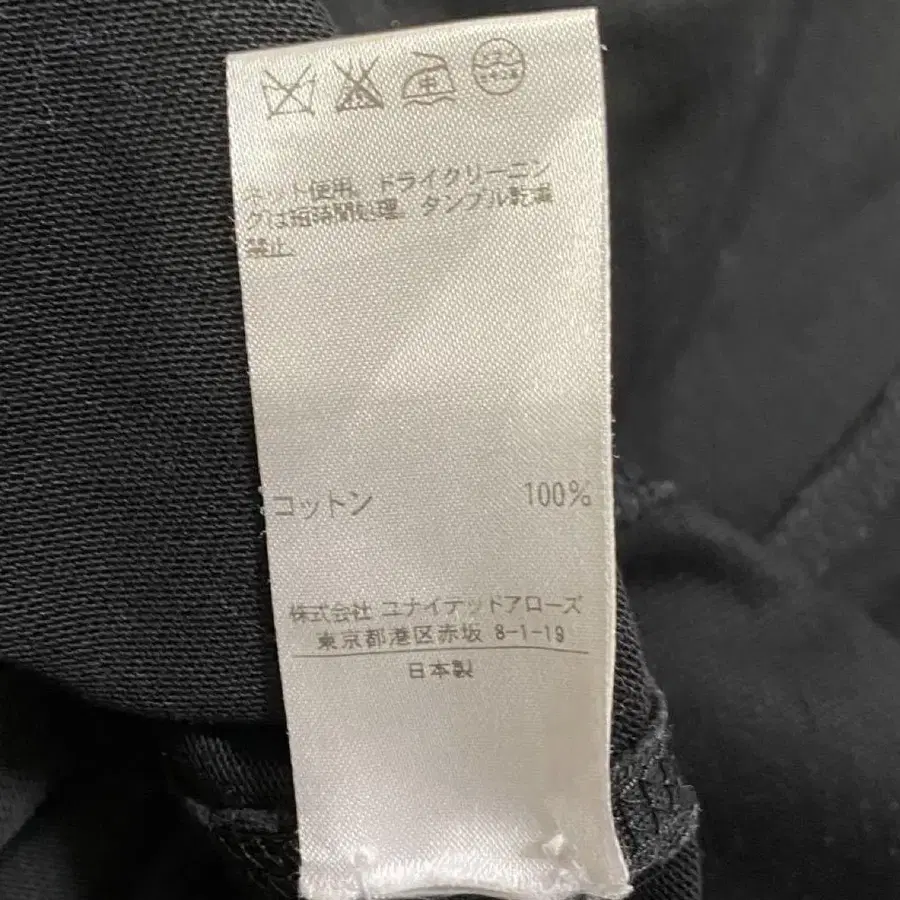 ネット使用、ドライクリーニン
グは短時間処理、タンブル乾燥
禁止
コットン 100%
株式会社 ユナイテッドアローズ
東京都港区赤坂 8-1-19
日本製